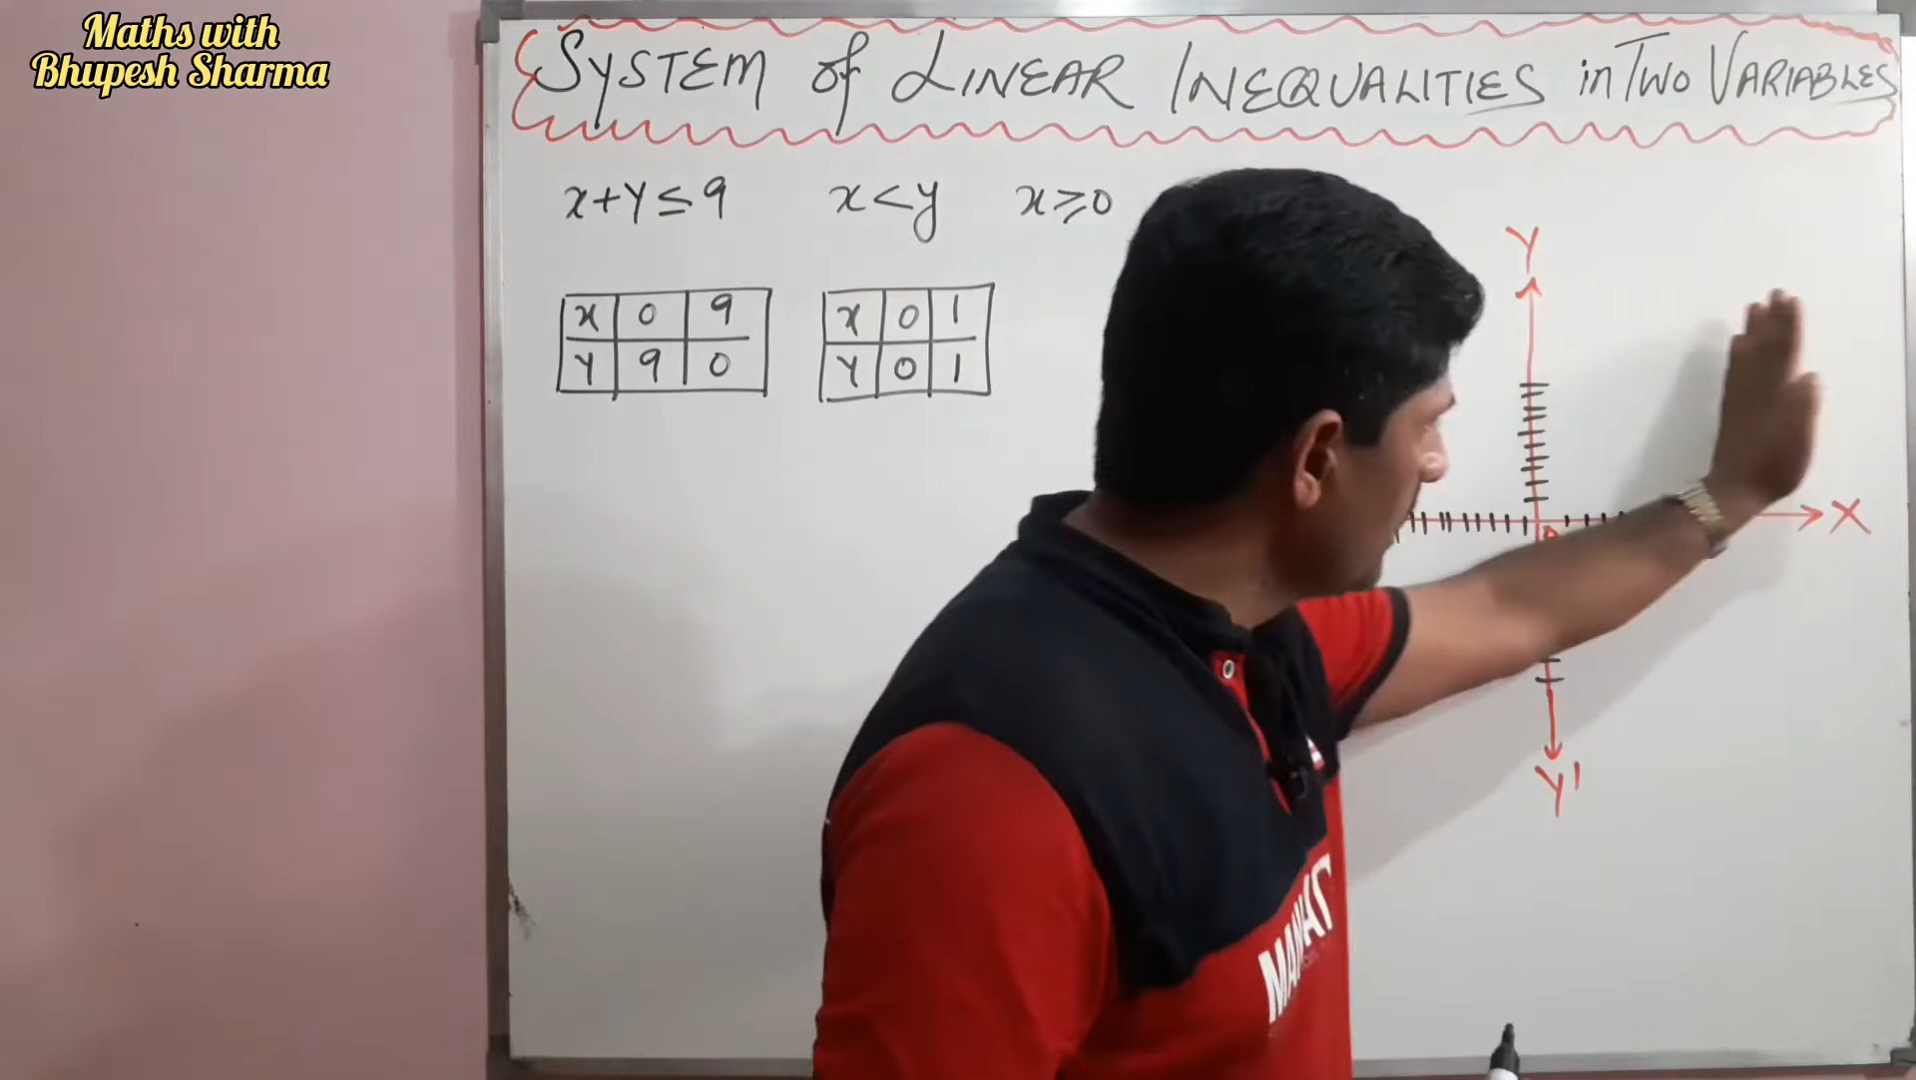 Maths with
Bhupesh Sharma
SYSTEM of LINEAR INEQUALITIES in TWO VARIABLES
x+y≤9 x<y x≥0
x 0 9
y 9 0
x 0 1
y 0 1
Y
X
Y'